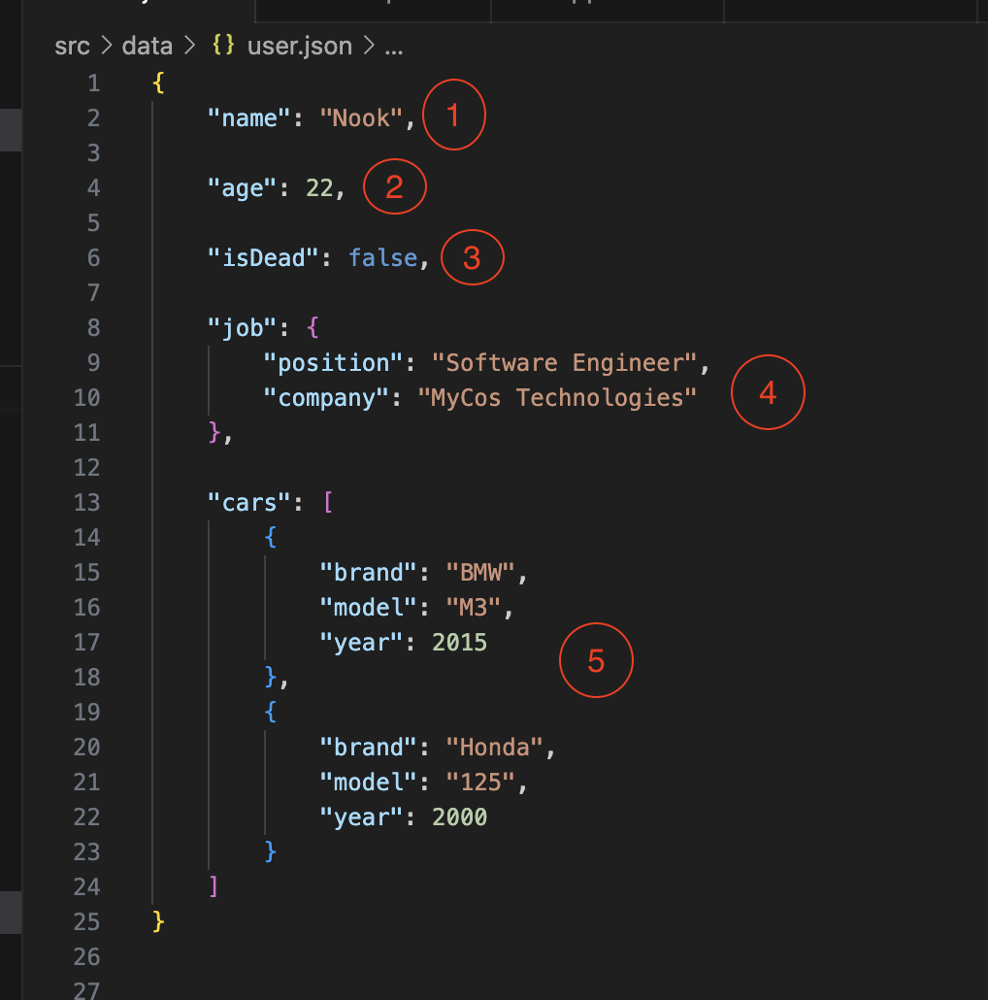 src > data > {} user.json > ...
1 {
2 "name": "Nook", 1
3
4 "age": 22, 2
5
6 "isDead": false, 3
7
8 "job": {
9 "position": "Software Engineer",
10 "company": "MyCos Technologies" 4
11 },
12
13 "cars": [
14 {
15 "brand": "BMW",
16 "model": "M3",
17 "year": 2015
5
18 },
19 {
20 "brand": "Honda",
21 "model": "125",
22 "year": 2000
23 }
24 ]
25 }
26
27